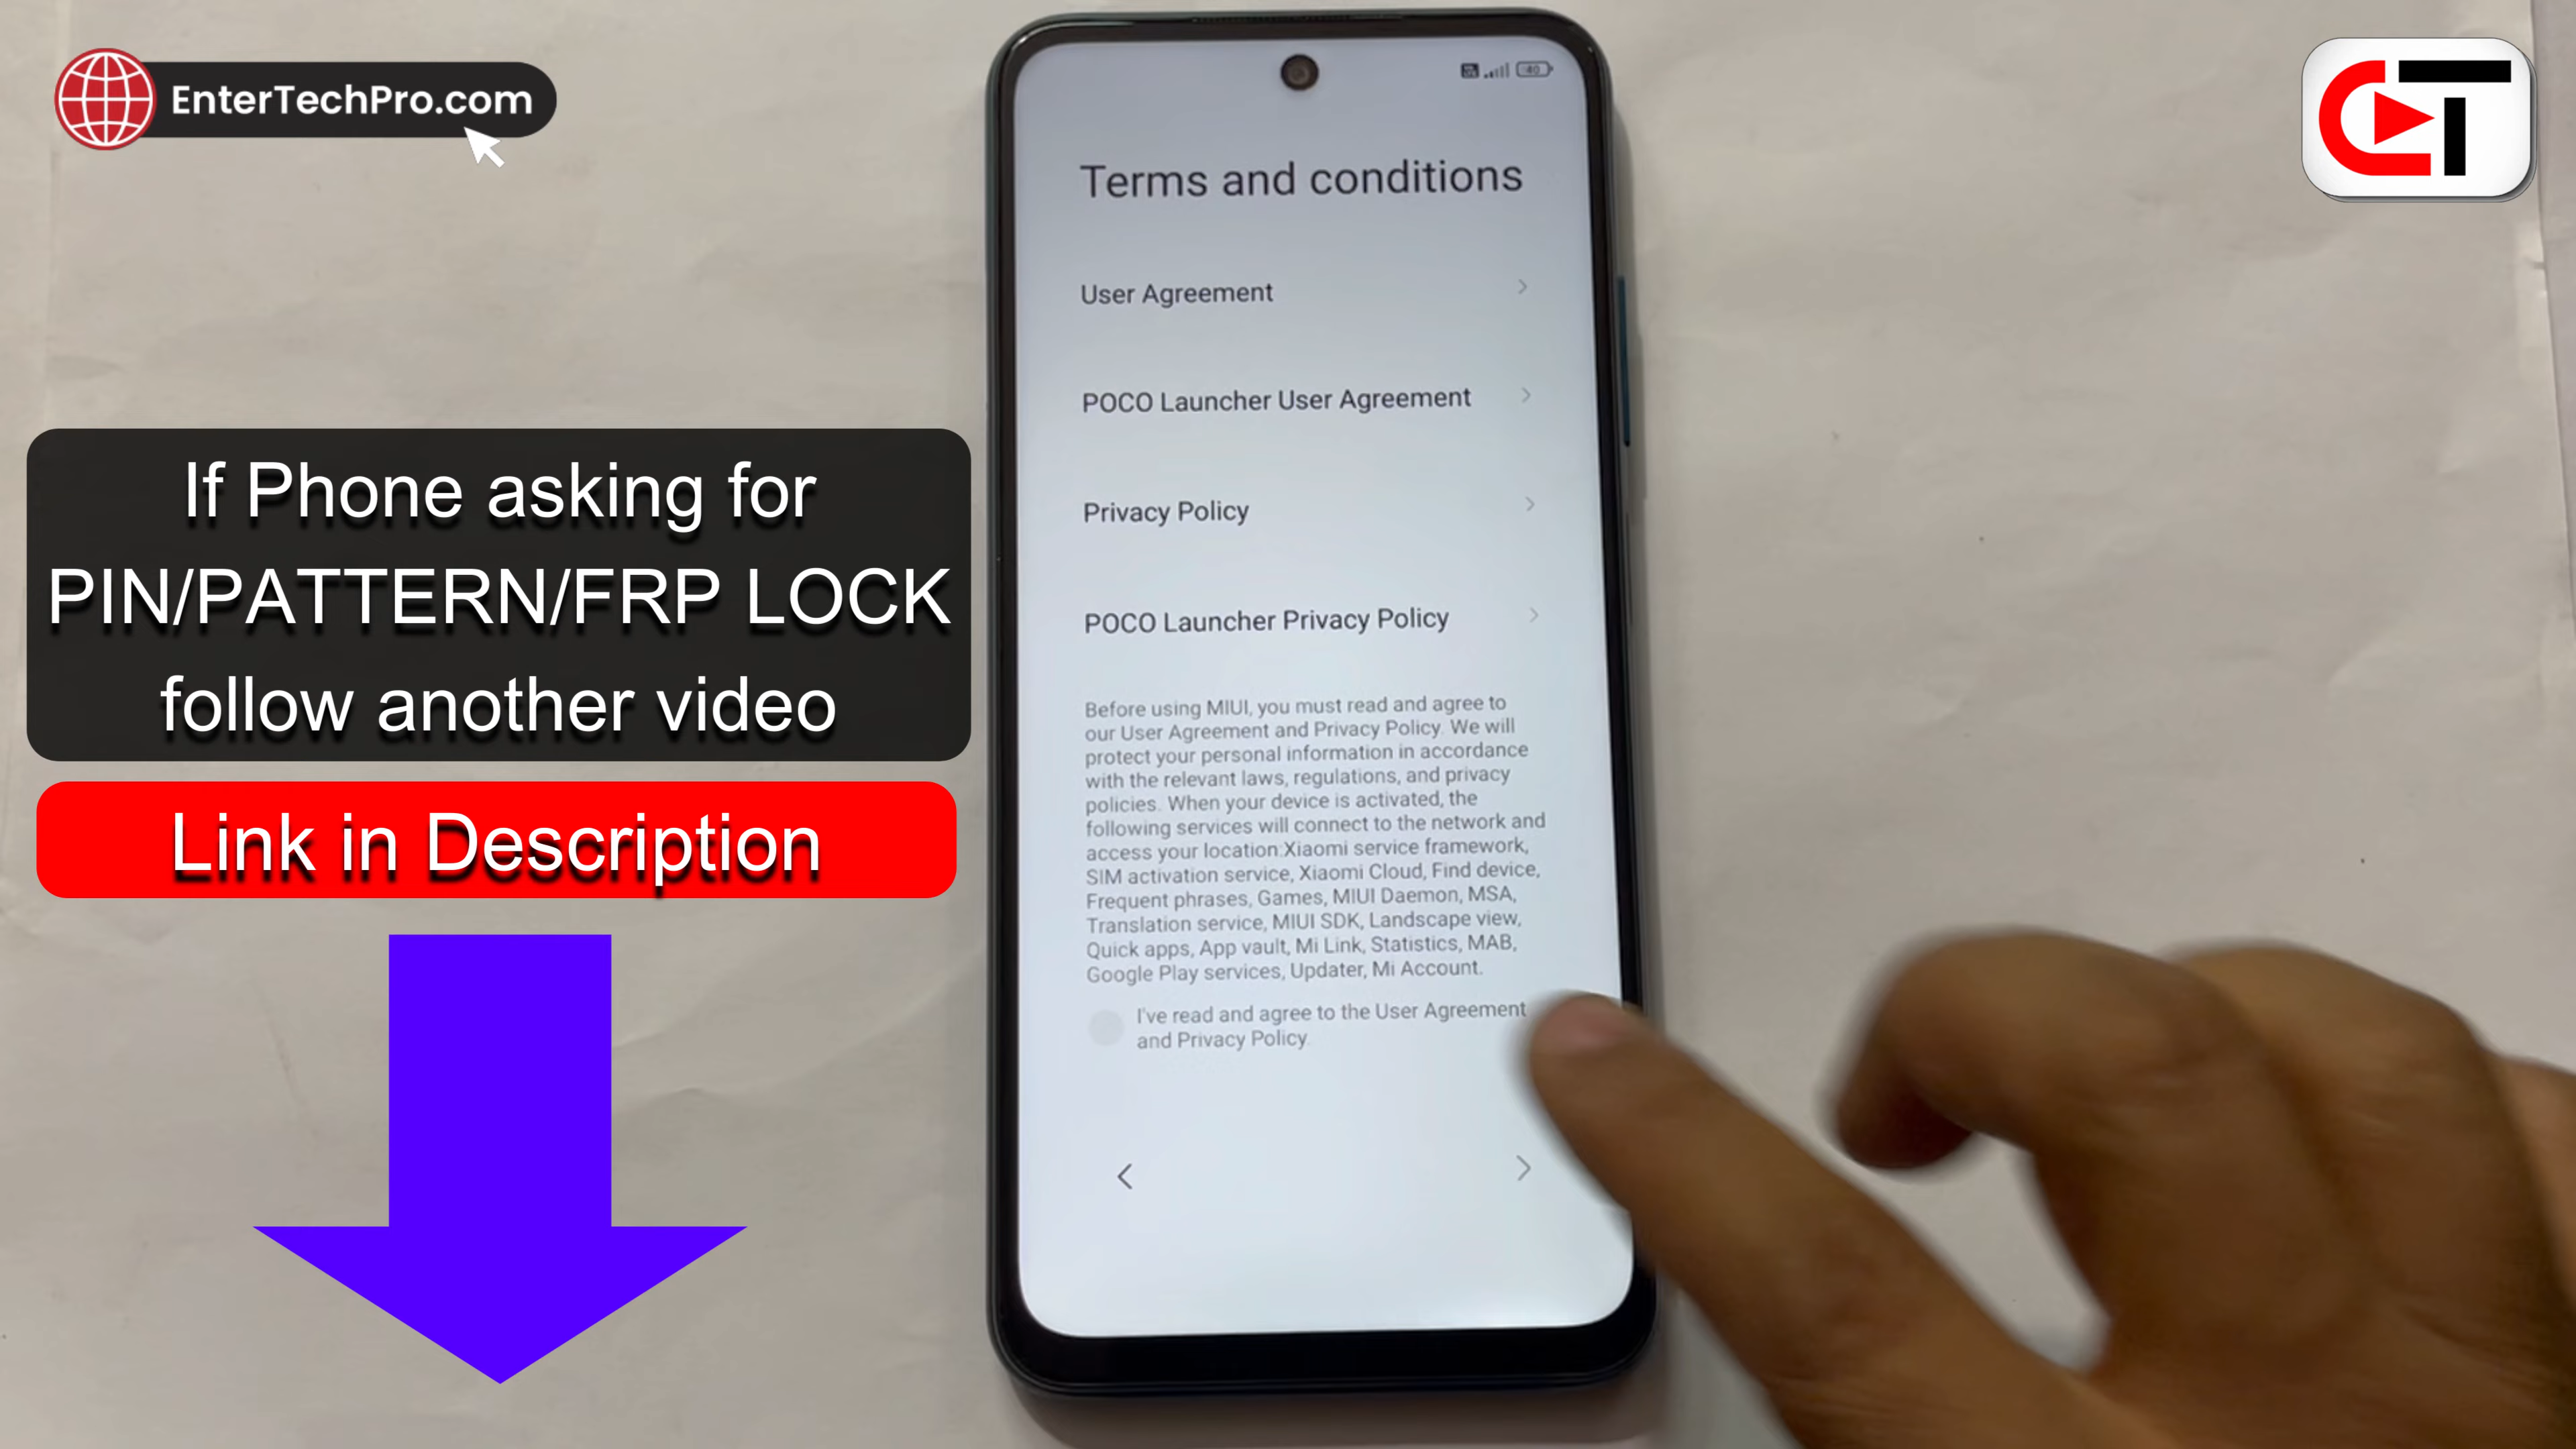 EnterTechPro.com
CT
40
Terms and conditions
User Agreement
POCO Launcher User Agreement
Privacy Policy
POCO Launcher Privacy Policy
Before using MIUI, you must read and agree to
our User Agreement and Privacy Policy. We will
protect your personal information in accordance
with the relevant laws, regulations, and privacy
policies. When your device is activated, the
following services will connect to the network and
access your location:Xiaomi service framework,
SIM activation service, Xiaomi Cloud, Find device,
Frequent phrases, Games, MIUI Daemon, MSA,
Translation service, MIUI SDK, Landscape view,
Quick apps, App vault, Mi Link, Statistics, MAB,
Google Play services, Updater, Mi Account.
I've read and agree to the User Agreement
and Privacy Policy
If Phone asking for
PIN/PATTERN/FRP LOCK
follow another video
Link in Description